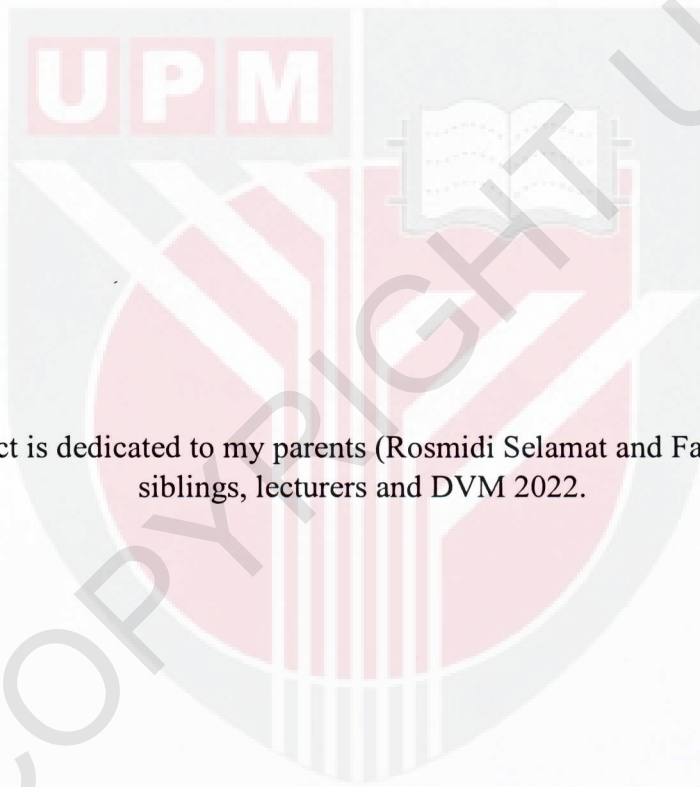 UPM
ct is dedicated to my parents (Rosmidi Selamat and Fa
siblings, lecturers and DVM 2022.
COPYRIGHT U